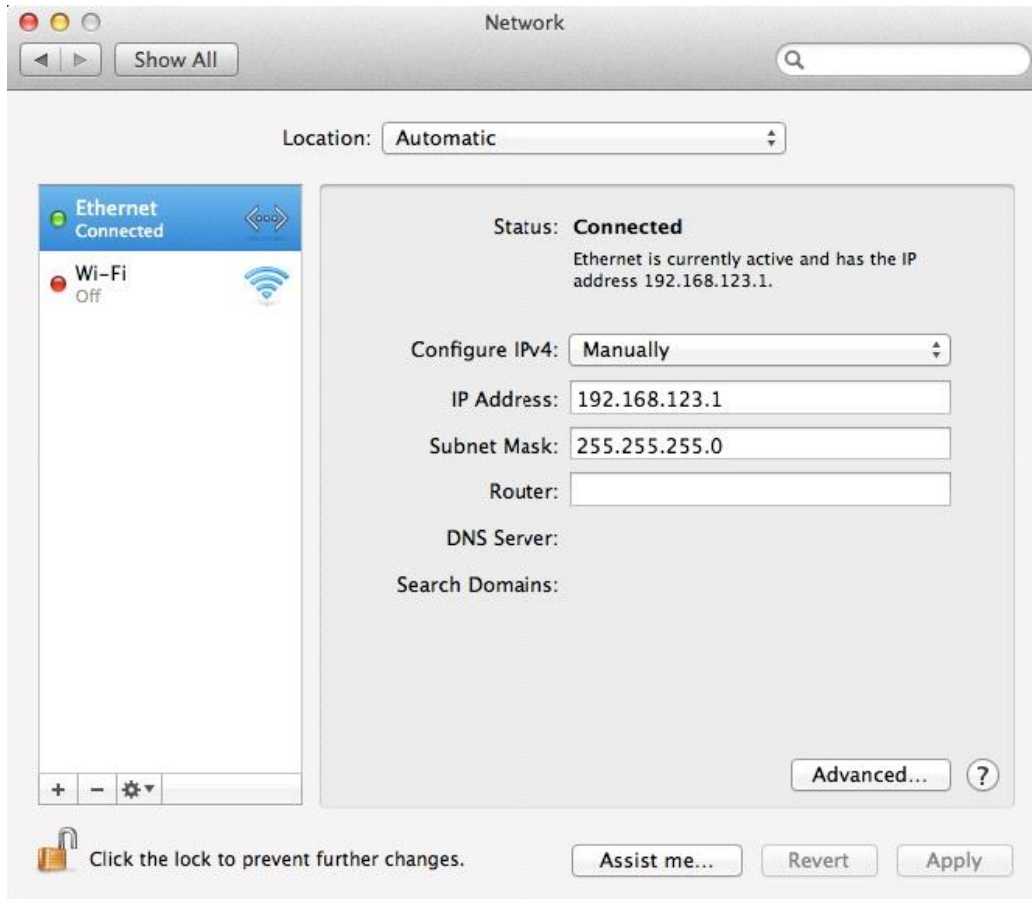 Network
Show All
Location: Automatic
Ethernet
Connected
Wi-Fi
Off
Status: Connected
Ethernet is currently active and has the IP
address 192.168.123.1.
Configure IPv4: Manually
IP Address: 192.168.123.1
Subnet Mask: 255.255.255.0
Router:
DNS Server:
Search Domains:
Advanced... ?
+ −
Click the lock to prevent further changes.
Assist me... Revert Apply